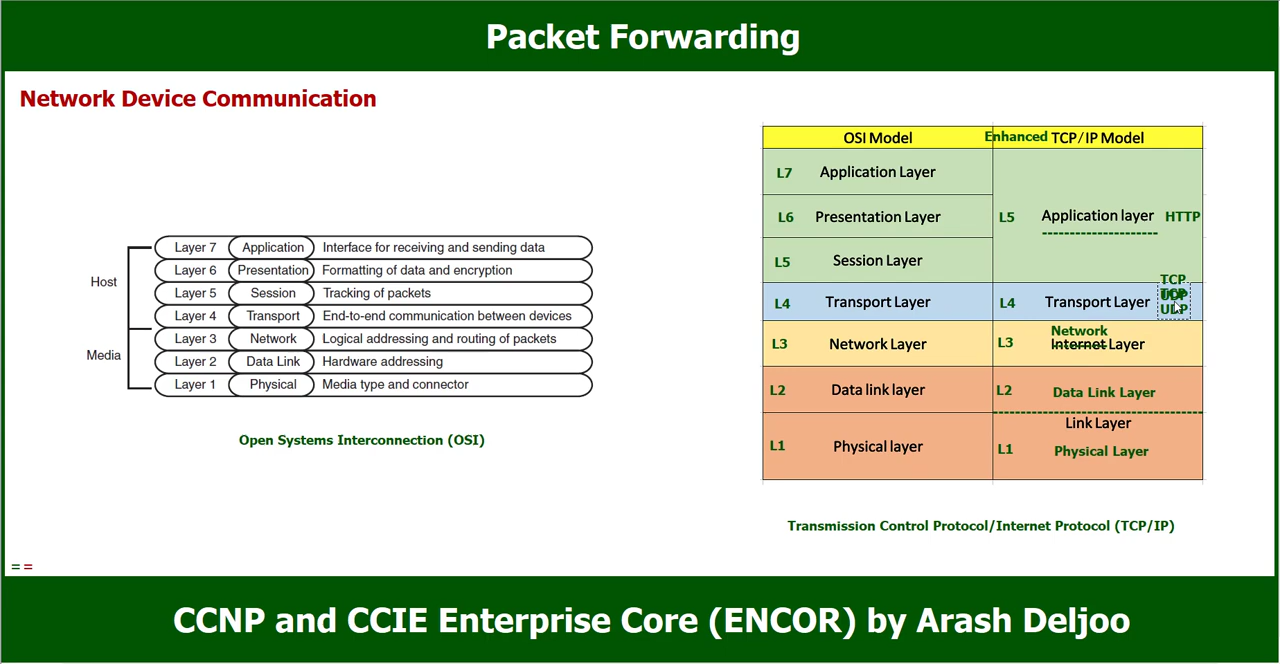 Packet Forwarding
Network Device Communication
Host
Media
Layer 7 Application Interface for receiving and sending data
Layer 6 Presentation Formatting of data and encryption
Layer 5 Session Tracking of packets
Layer 4 Transport End-to-end communication between devices
Layer 3 Network Logical addressing and routing of packets
Layer 2 Data Link Hardware addressing
Layer 1 Physical Media type and connector
Open Systems Interconnection (OSI)
OSI Model Enhanced TCP/IP Model
L7 Application Layer
L6 Presentation Layer L5 Application layer HTTP
L5 Session Layer
TCP
TCP
UDP
L4 Transport Layer L4 Transport Layer UDP
Network
L3 Network Layer L3 Internet Layer
L2 Data link layer L2 Data Link Layer
Link Layer
L1 Physical layer L1 Physical Layer
Transmission Control Protocol/Internet Protocol (TCP/IP)
= =
CCNP and CCIE Enterprise Core (ENCOR) by Arash Deljoo